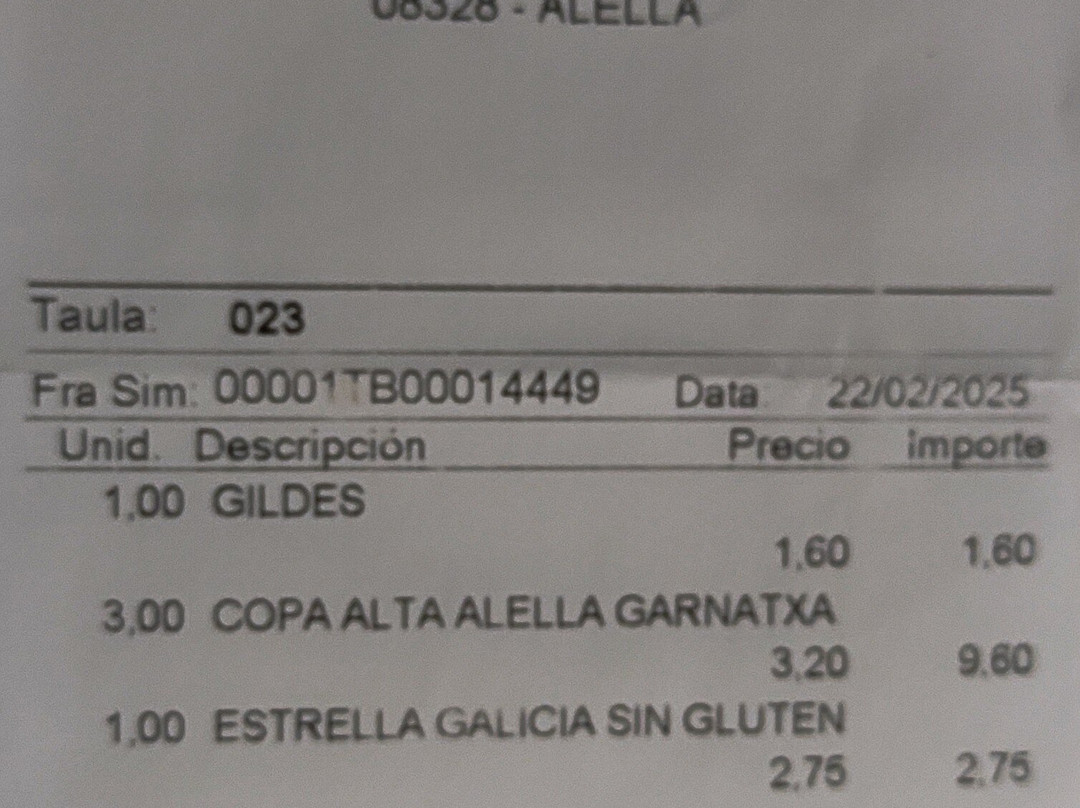 08328 - ALELLA
Taula: 023
Fra Sim: 00001TB00014449 Data: 22/02/2025
Unid. Descripción Precio importe
1,00 GILDES
1,60 1,60
3,00 COPA ALTA ALELLA GARNATXA
3,20 9,60
1,00 ESTRELLA GALICIA SIN GLUTEN
2,75 2,75